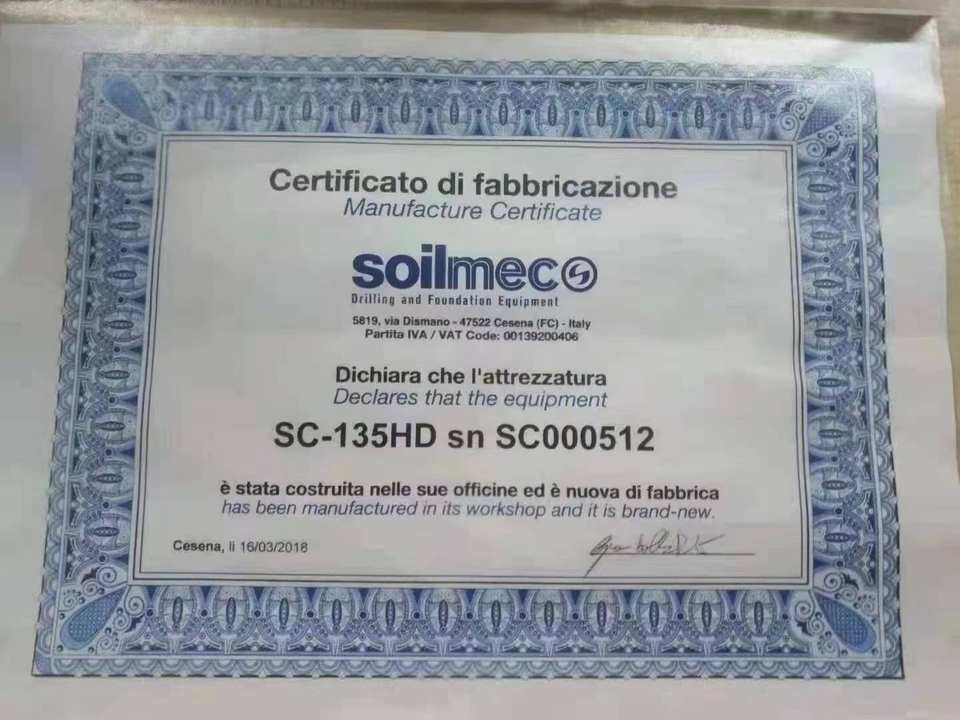 Certificato di fabbricazione
Manufacture Certificate
soilmec
Drilling and Foundation Equipment
5819, via Dismano - 47522 Cesena (FC) - Italy
Partita IVA / VAT Code: 00139200406
Dichiara che l'attrezzatura
Declares that the equipment
SC-135HD sn SC000512
è stata costruita nelle sue officine ed è nuova di fabbrica
has been manufactured in its workshop and it is brand-new.
Cesena, li 16/03/2018